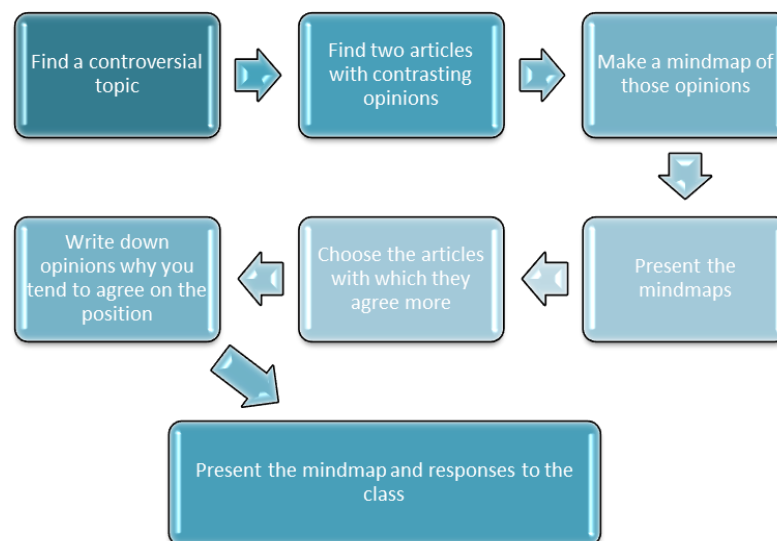 Find a controversial
topic
Find two articles
with contrasting
opinions
Make a mindmap of
those opinions
Present the
mindmaps
Choose the articles
with which they
agree more
Write down
opinions why you
tend to agree on the
position
Present the mindmap and responses to the
class